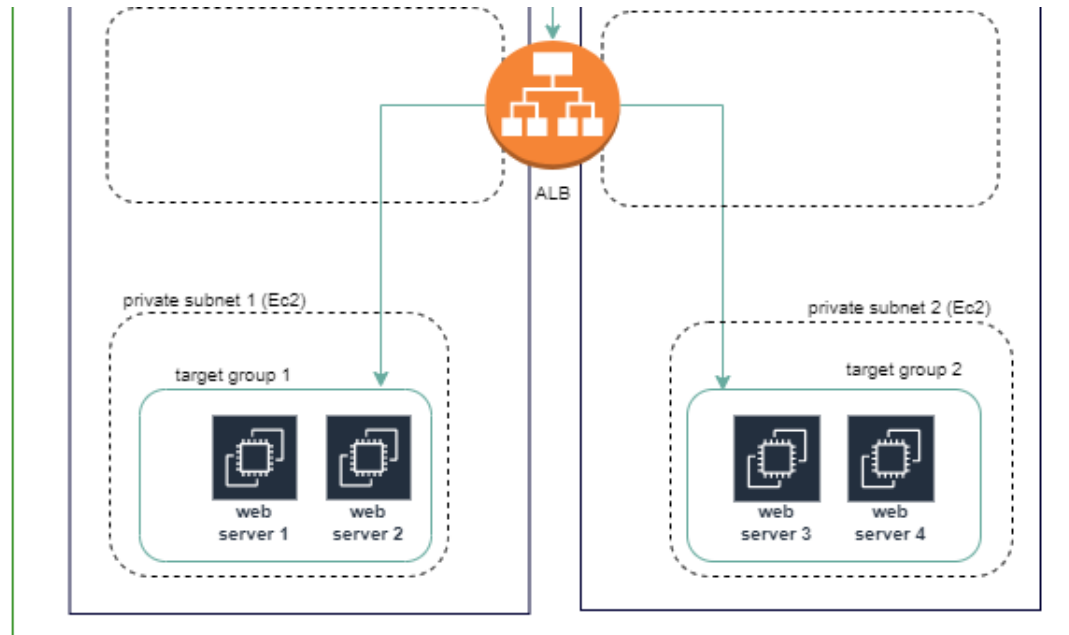 ALB
private subnet 1 (Ec2)
target group 1
web
server 1
web
server 2
private subnet 2 (Ec2)
target group 2
web
server 3
web
server 4